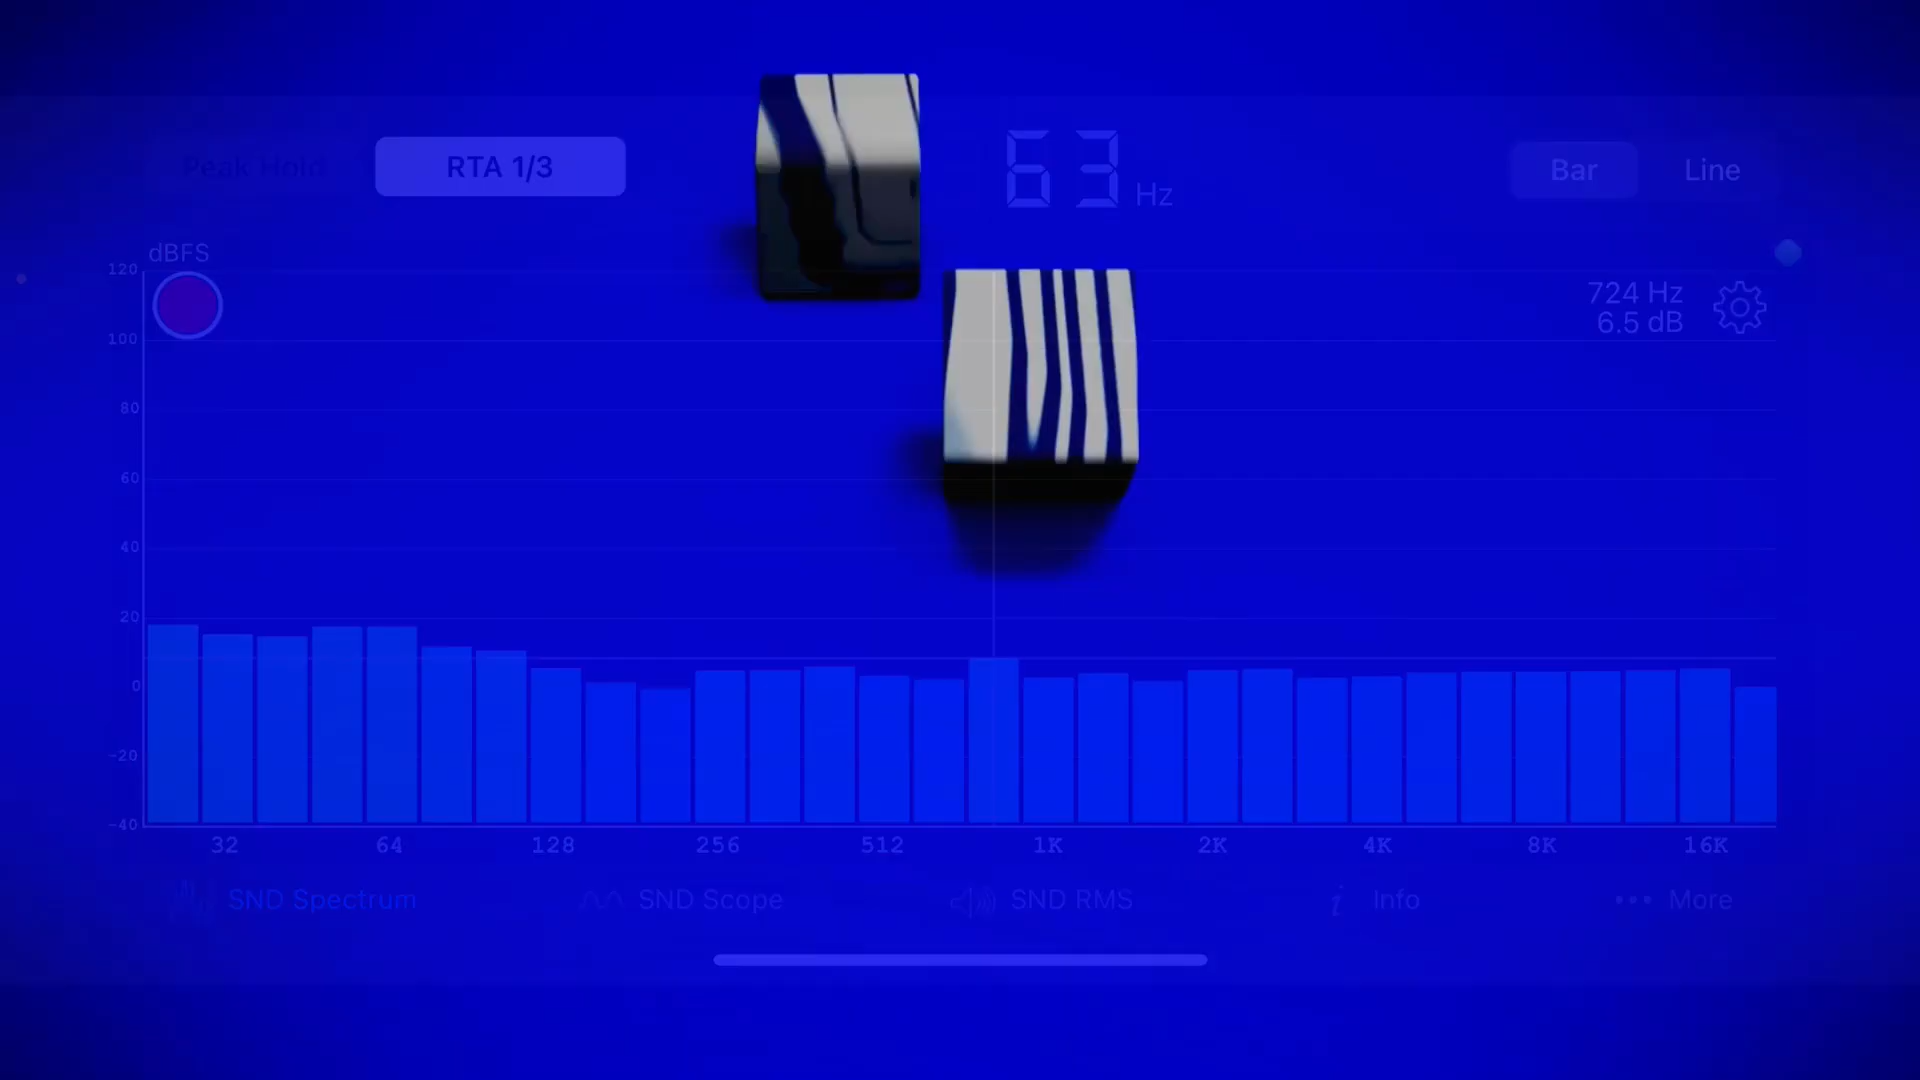 Peak Hold
RTA 1/3
63 Hz
Bar
Line
dBFS
724 Hz
6.5 dB
120
100
80
60
40
20
0
-20
-40
32
64
128
256
512
1K
2K
4K
8K
16K
SND Spectrum
SND Scope
SND RMS
i
Info
More